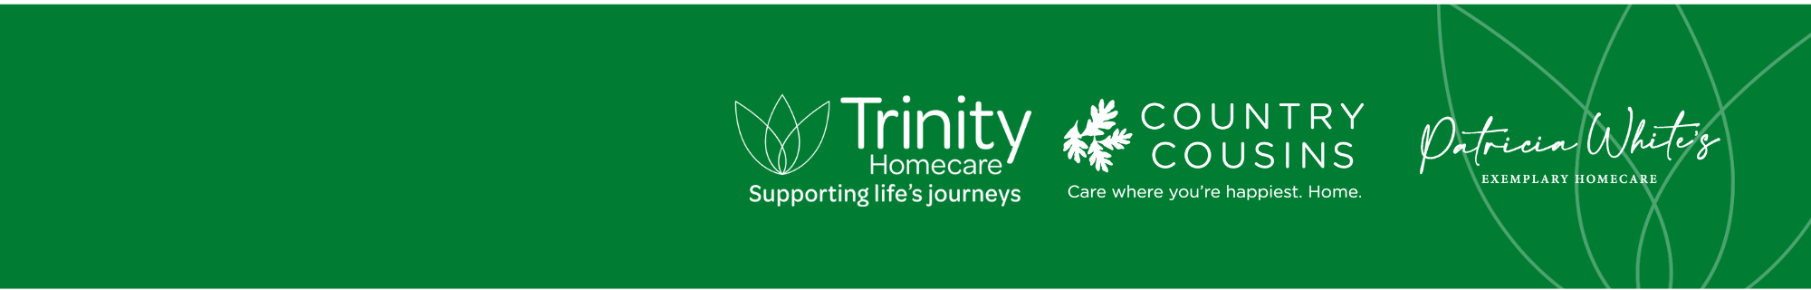 Trinity
Homecare
Supporting life's journeys
COUNTRY
COUSINS
Care where you're happiest. Home.
Patricia White's
EXEMPLARY HOMECARE